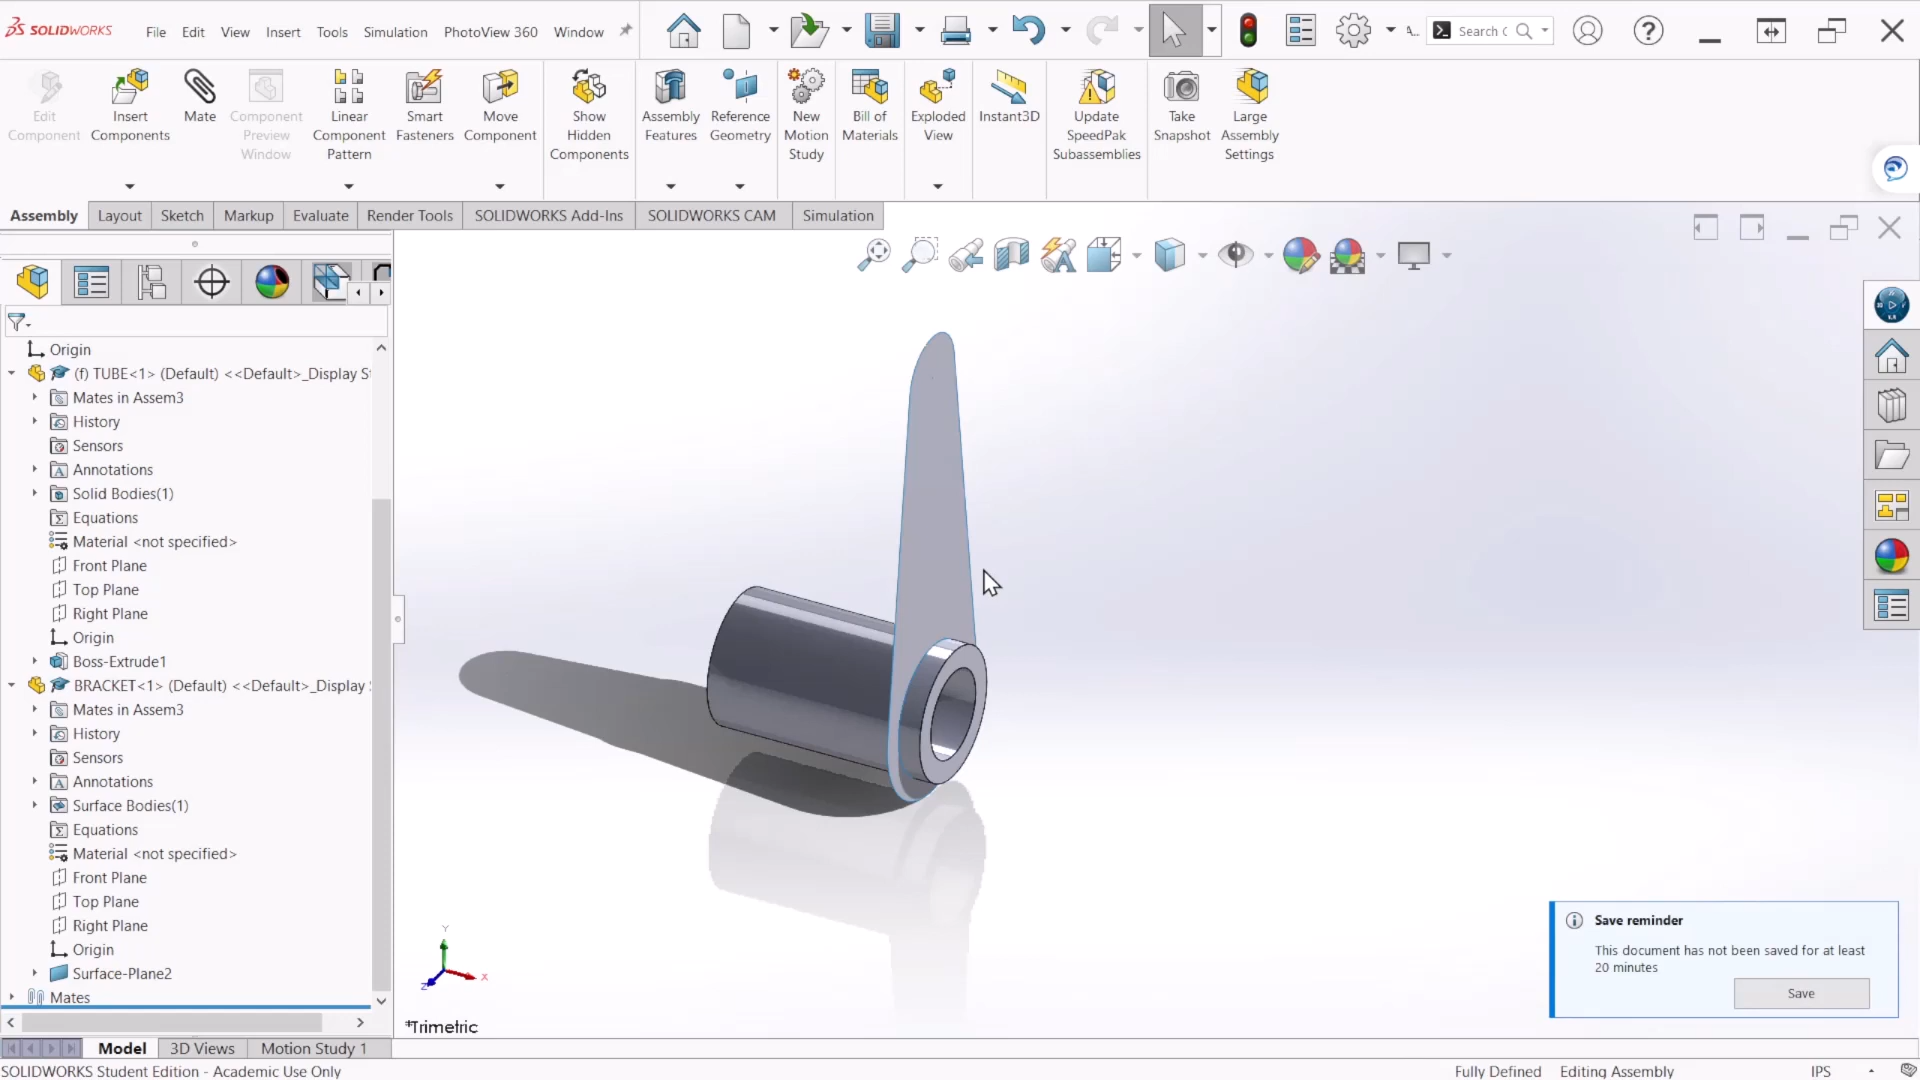 SOLIDWORKS
File Edit View Insert Tools Simulation PhotoView 360 Window
A...
Search
Edit Component
Insert Components
Mate
Component Preview Window
Linear Component Pattern
Smart Fasteners
Move Component
Show Hidden Components
Assembly Features
Reference Geometry
New Motion Study
Bill of Materials
Exploded View
Instant3D
Update SpeedPak Subassemblies
Take Snapshot
Large Assembly Settings
Assembly Layout Sketch Markup Evaluate Render Tools SOLIDWORKS Add-Ins SOLIDWORKS CAM Simulation
Origin
(f) TUBE<1> (Default) <<Default>_Display S
Mates in Assem3
History
Sensors
Annotations
Solid Bodies(1)
Equations
Material <not specified>
Front Plane
Top Plane
Right Plane
Origin
Boss-Extrude1
BRACKET<1> (Default) <<Default>_Display
Mates in Assem3
History
Sensors
Annotations
Surface Bodies(1)
Equations
Material <not specified>
Front Plane
Top Plane
Right Plane
Origin
Surface-Plane2
Mates
Y
X
Z
*Trimetric
Save reminder
This document has not been saved for at least
20 minutes
Save
Model 3D Views Motion Study 1
SOLIDWORKS Student Edition - Academic Use Only
Fully Defined Editing Assembly IPS